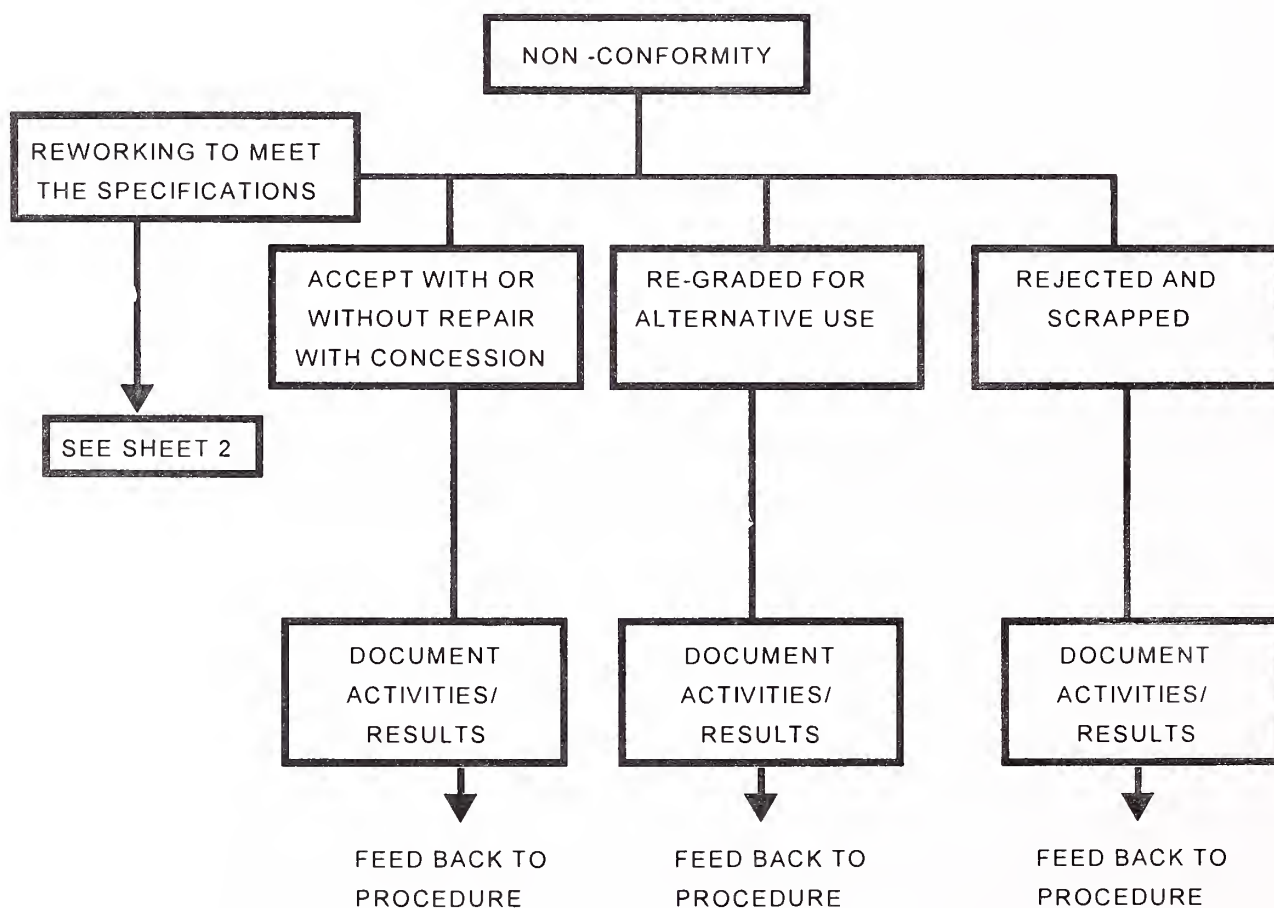 NON -CONFORMITY
REWORKING TO MEET
THE SPECIFICATIONS
ACCEPT WITH OR
WITHOUT REPAIR
WITH CONCESSION
RE-GRADED FOR
ALTERNATIVE USE
REJECTED AND
SCRAPPED
SEE SHEET 2
DOCUMENT
ACTIVITIES/
RESULTS
DOCUMENT
ACTIVITIES/
RESULTS
DOCUMENT
ACTIVITIES/
RESULTS
FEED BACK TO
PROCEDURE
FEED BACK TO
PROCEDURE
FEED BACK TO
PROCEDURE